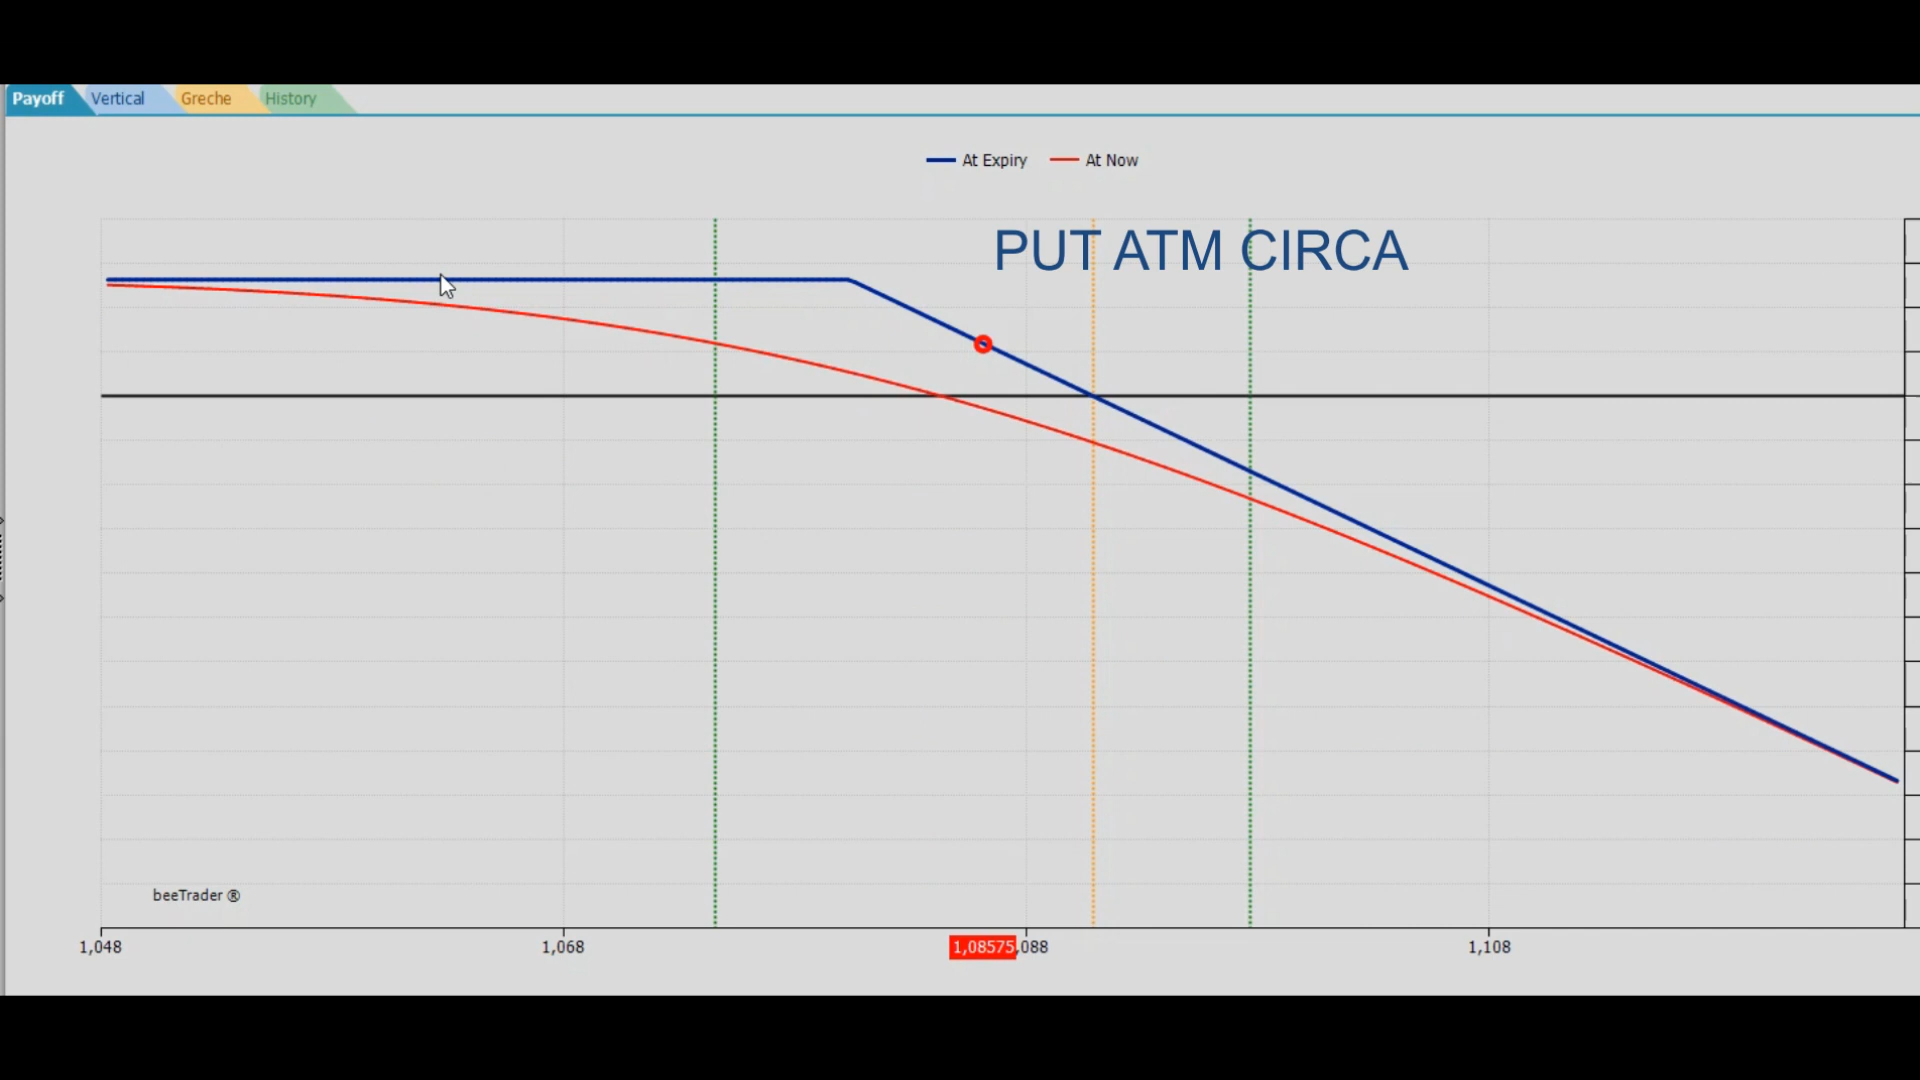 Payoff Vertical Greche History
At Expiry At Now
PUT ATM CIRCA
beeTrader ®
1,048 1,068 1,08575 ,088 1,108